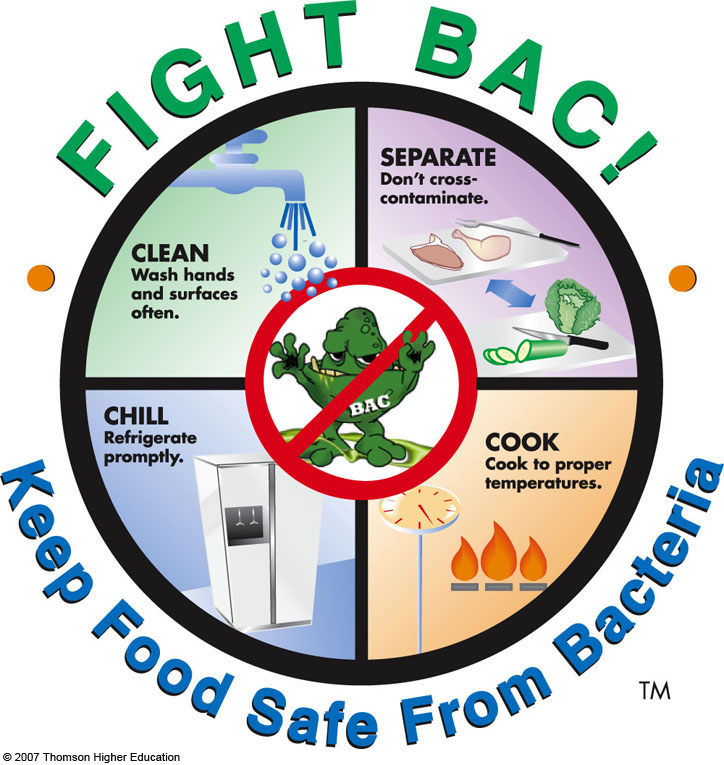 FIGHT BAC!
CLEAN
Wash hands
and surfaces
often.
SEPARATE
Don't cross-
contaminate.
BAC
CHILL
Refrigerate
promptly.
COOK
Cook to proper
temperatures.
Keep Food Safe From Bacteria
TM
© 2007 Thomson Higher Education